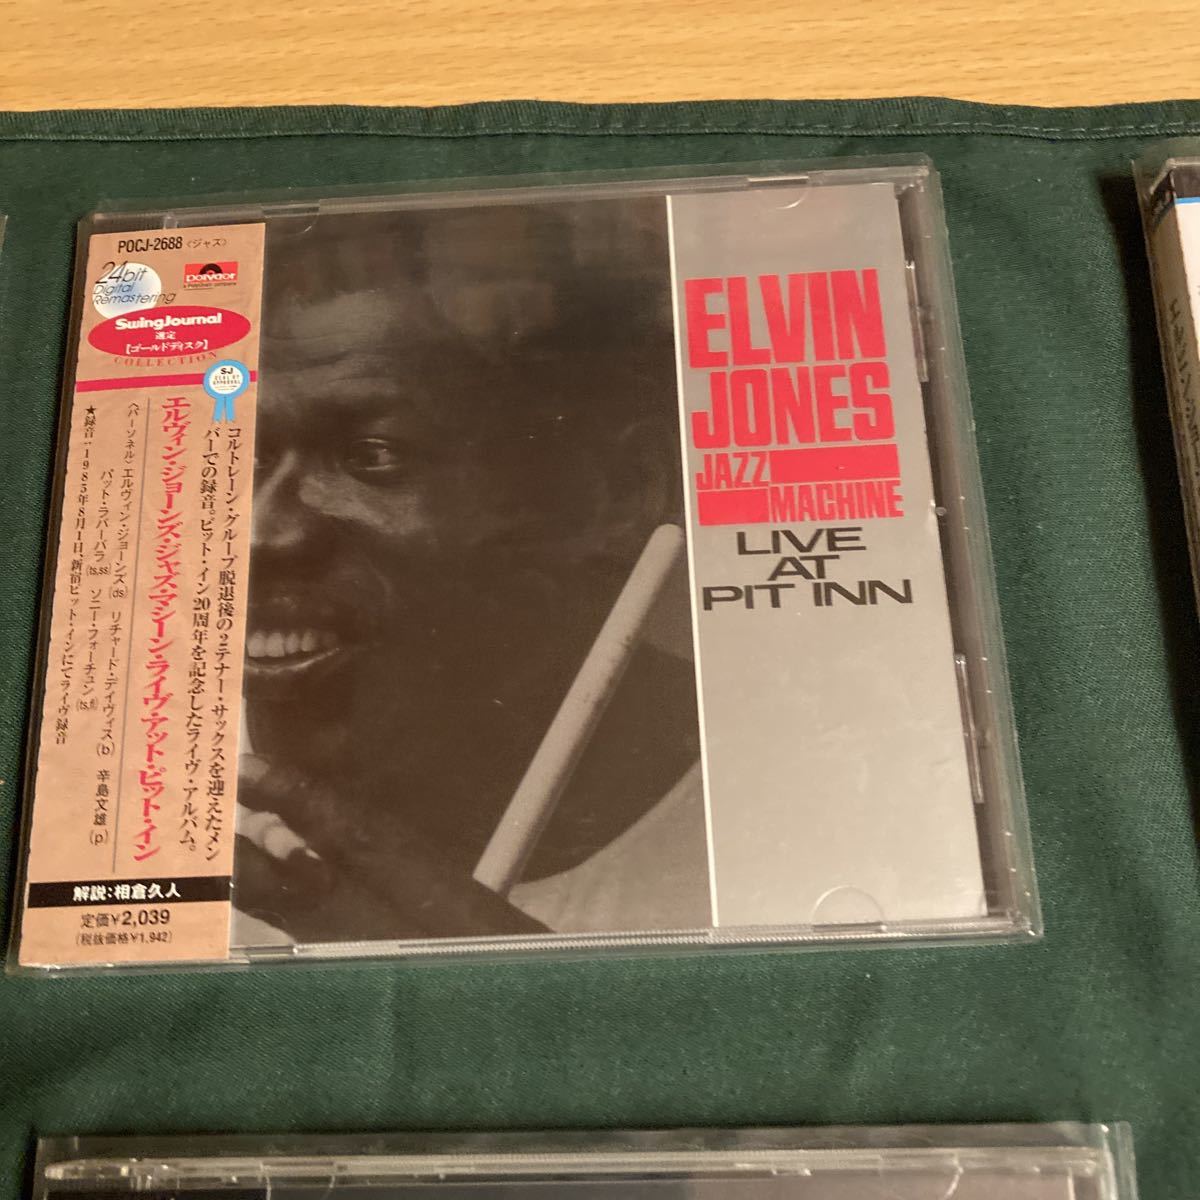 POCJ-2688〈ジャズ〉
24bit
Digital
Remastering
polydor
a PolyGram company
SwingJournal
選定
【ゴールドディスク】
COLLECTION
SJ
SEAL OF
APPROVAL
コルトレーン・グループ脱退後の2テナー・サックスを迎えたメン
バーでの録音。ピット・イン20周年を記念したライヴ・アルバム。
エルヴィン・ジョーンズ・ジャズ・マシーン・ライヴ・アット・ピット・イン
〈パーソネル〉エルヴィン・ジョーンズ(ds) リチャード・デイヴィス(b) 辛島文雄(p)
パット・ラバーバラ(ts,ss) ソニー・フォーチュン(ts,fl)
★録音:1985年8月1日、新宿ピット・インにてライヴ録音
解説:相倉久人
定価¥2,039
(税抜価格¥1,942)
ELVIN
JONES
JAZZ
MACHINE
LIVE
AT
PIT INN